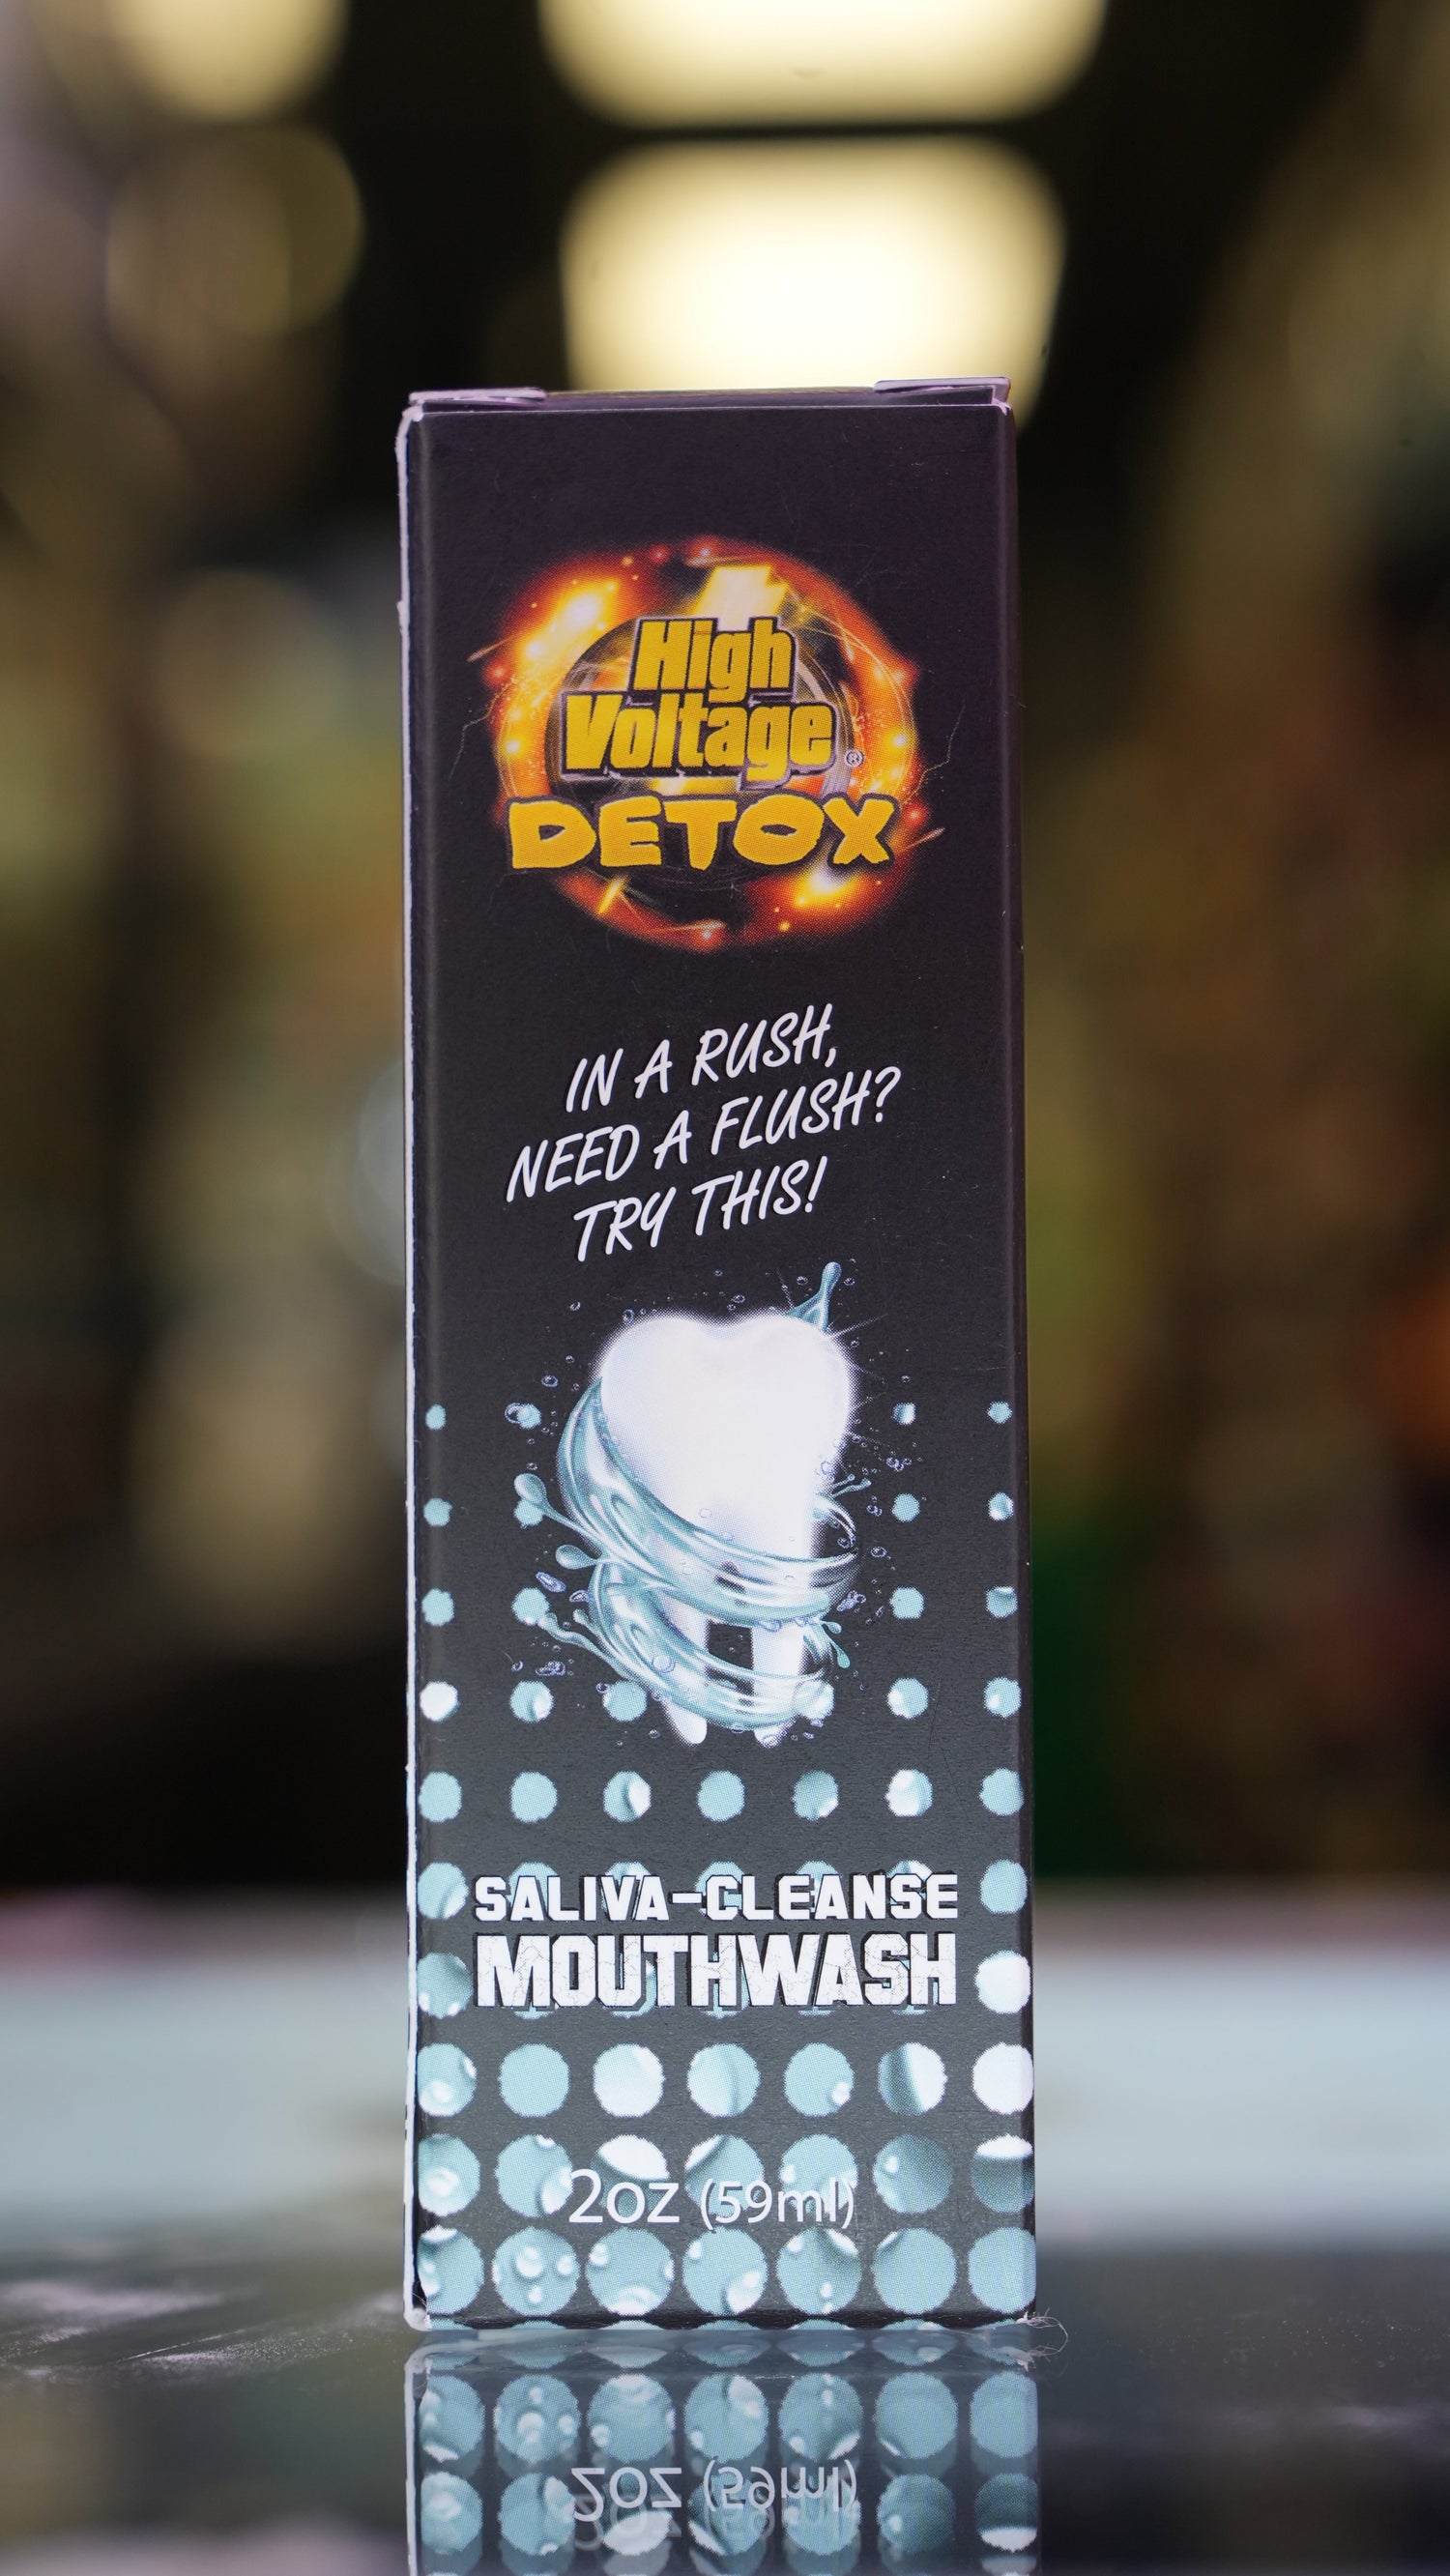 High
Voltage®
DETOX
IN A RUSH,
NEED A FLUSH?
TRY THIS!
SALIVA-CLEANSE
MOUTHWASH
2oz (59ml)